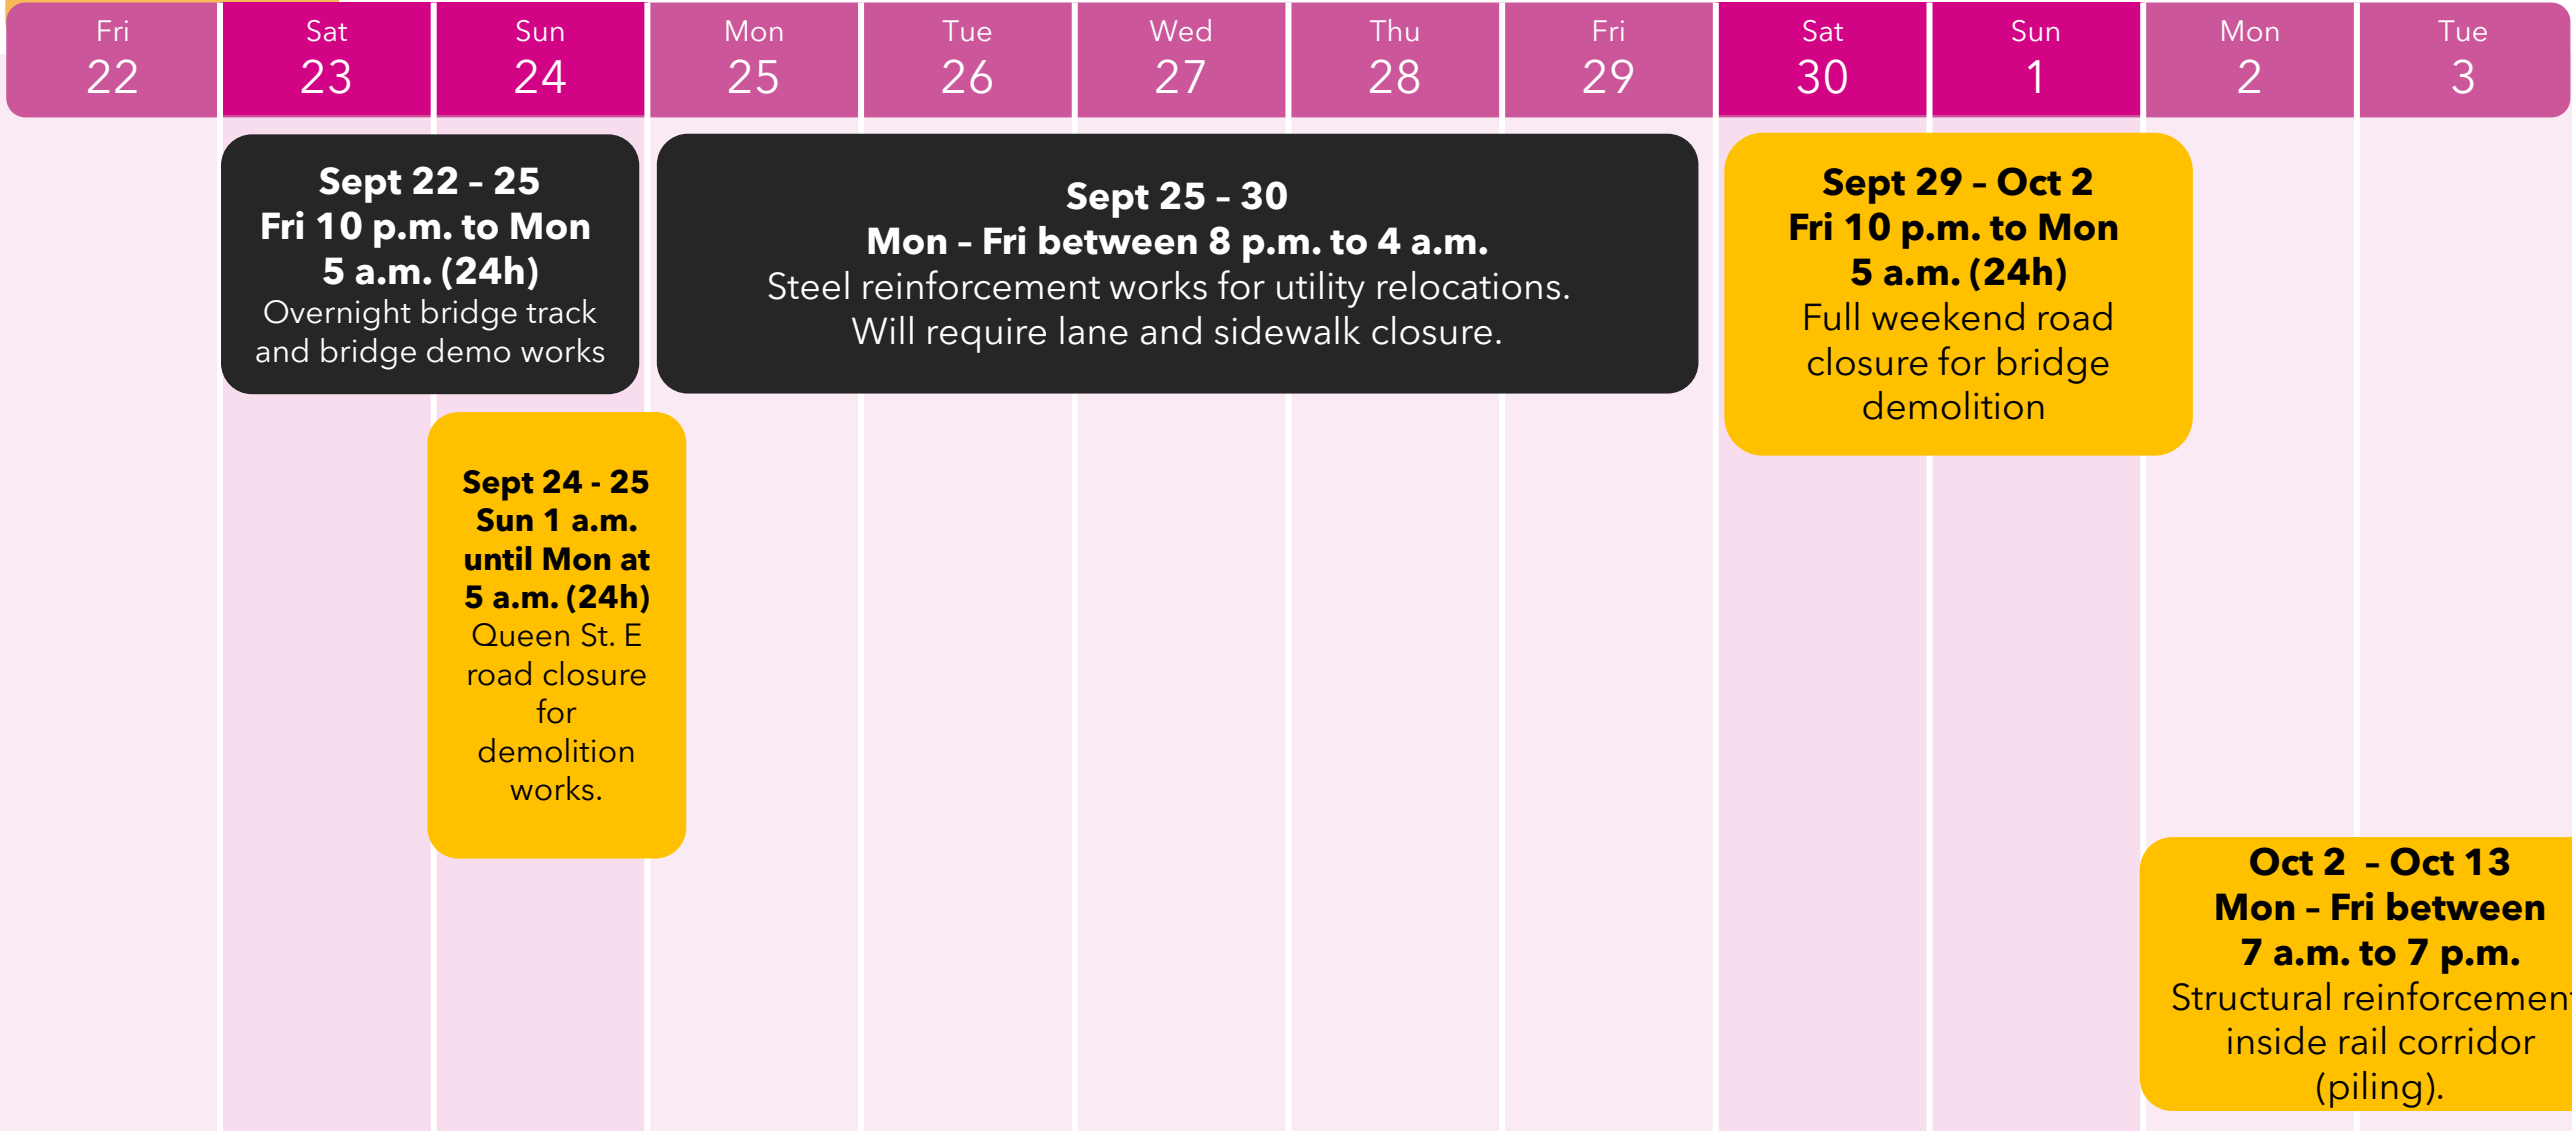 Fri
22
Sat
23
Sun
24
Mon
25
Tue
26
Wed
27
Thu
28
Fri
29
Sat
30
Sun
1
Mon
2
Tue
3
Sept 22 – 25
Fri 10 p.m. to Mon
5 a.m. (24h)
Overnight bridge track
and bridge demo works
Sept 25 – 30
Mon – Fri between 8 p.m. to 4 a.m.
Steel reinforcement works for utility relocations.
Will require lane and sidewalk closure.
Sept 29 – Oct 2
Fri 10 p.m. to Mon
5 a.m. (24h)
Full weekend road
closure for bridge
demolition
Sept 24 - 25
Sun 1 a.m.
until Mon at
5 a.m. (24h)
Queen St. E
road closure
for
demolition
works.
Oct 2 – Oct 13
Mon – Fri between
7 a.m. to 7 p.m.
Structural reinforcement
inside rail corridor
(piling).